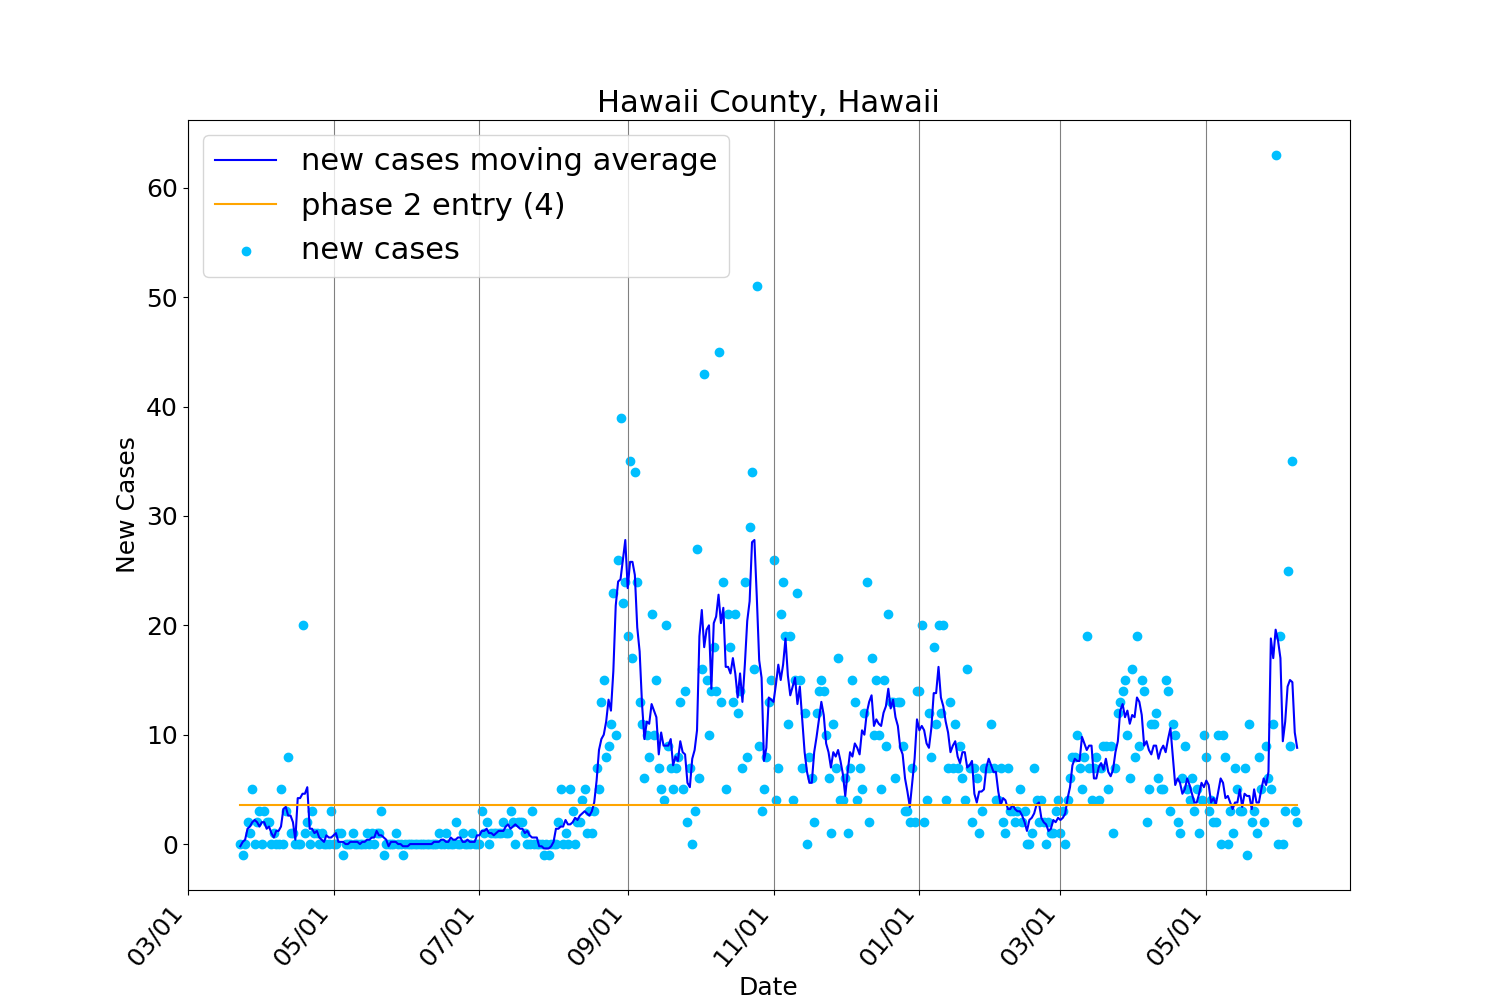 Hawaii County, Hawaii
new cases moving average
phase 2 entry (4)
new cases
New Cases
60
50
40
30
20
10
0
03/01
05/01
07/01
09/01
11/01
01/01
03/01
05/01
Date